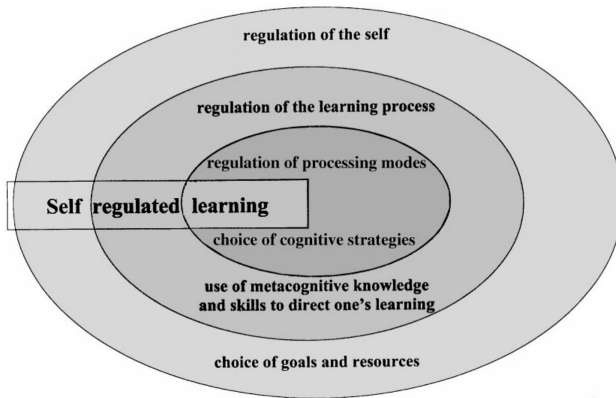 regulation of the self
regulation of the learning process
regulation of processing modes
Self regulated learning
choice of cognitive strategies
use of metacognitive knowledge
and skills to direct one's learning
choice of goals and resources